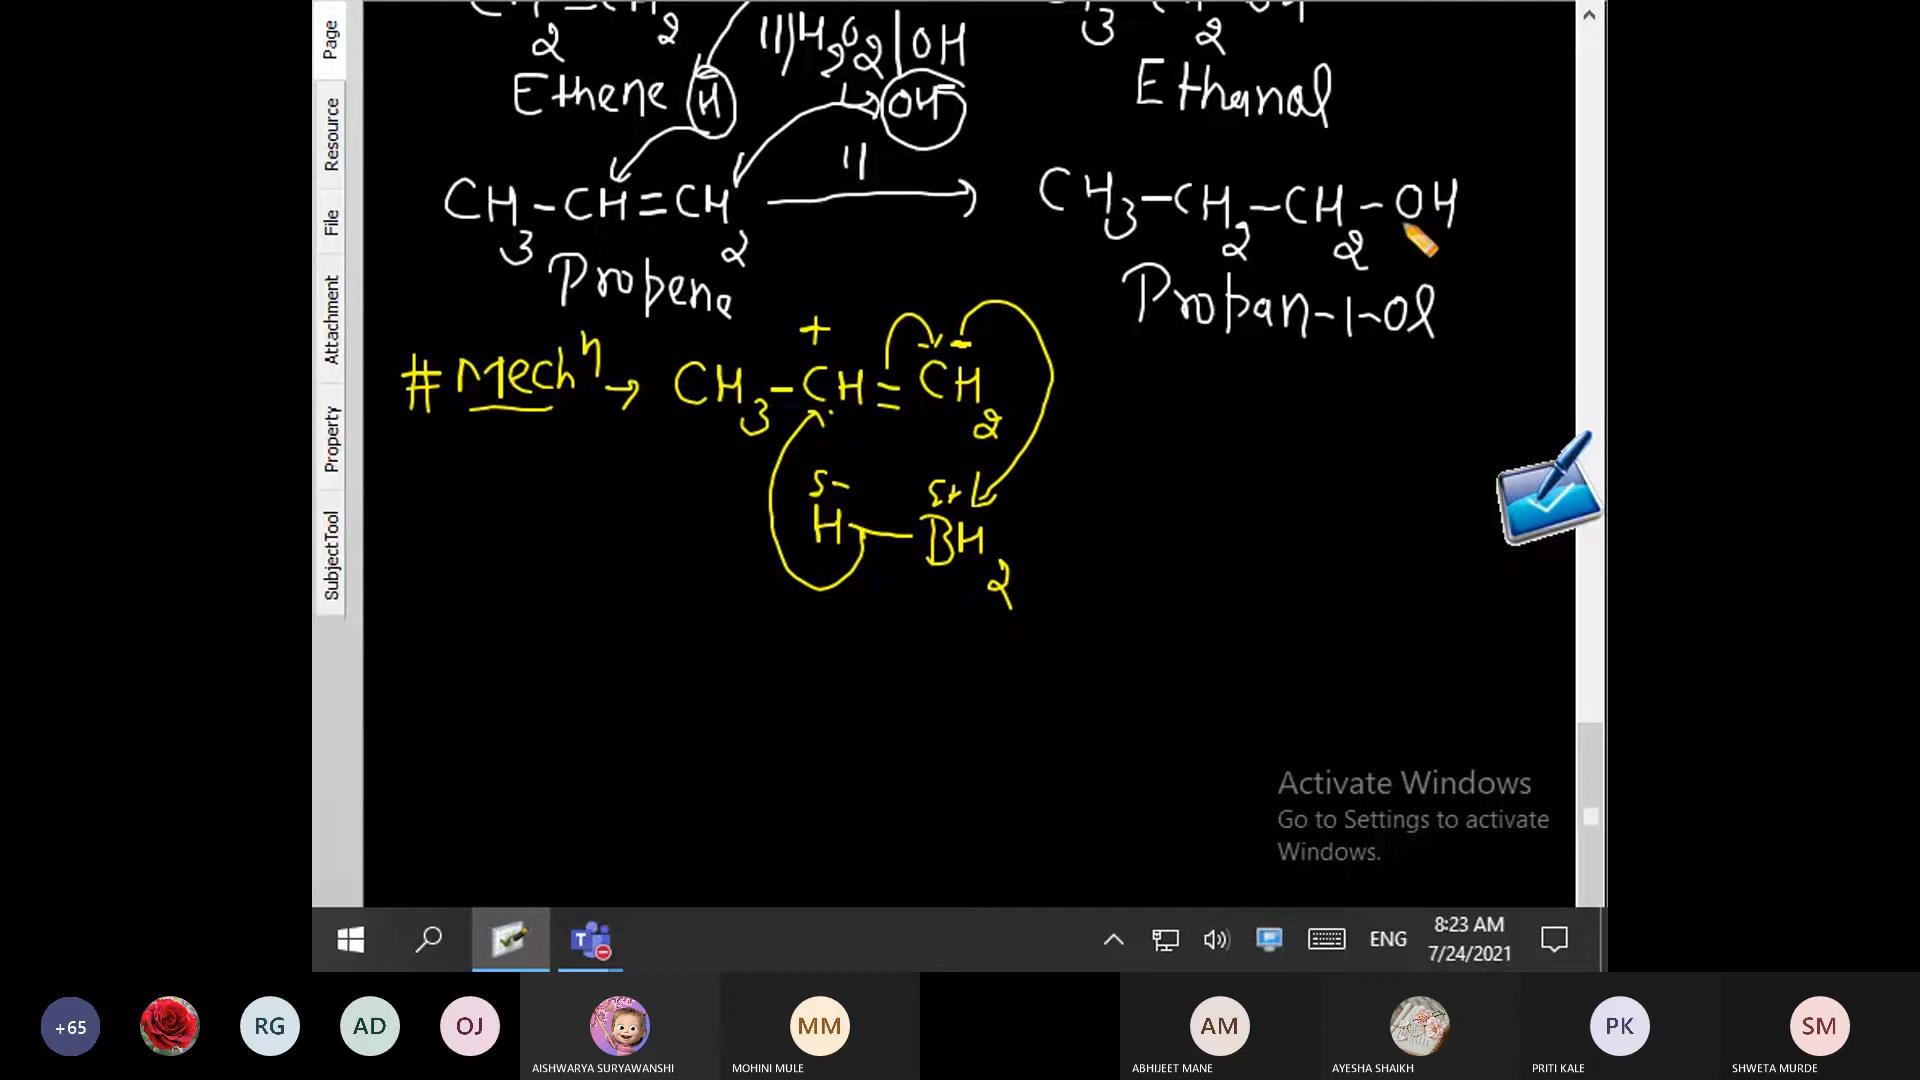 Page
Resource
File
Attachment
Property
SubjectTool
11) H2O2 | OH
Ethene H OH-
Ethanol
11
CH3-CH=CH2
CH3-CH2-CH2-OH
Propene
Propan-1-Ol
+ -
# Mechn → CH3-CH=CH2
δ- δ+
H-BH2
Activate Windows
Go to Settings to activate
Windows.
ENG
8:23 AM
7/24/2021
+65
RG
AD
OJ
MM
AM
PK
SM
AISHWARYA SURYAWANSHI
MOHINI MULE
ABHIJEET MANE
AYESHA SHAIKH
PRITI KALE
SHWETA MURDE